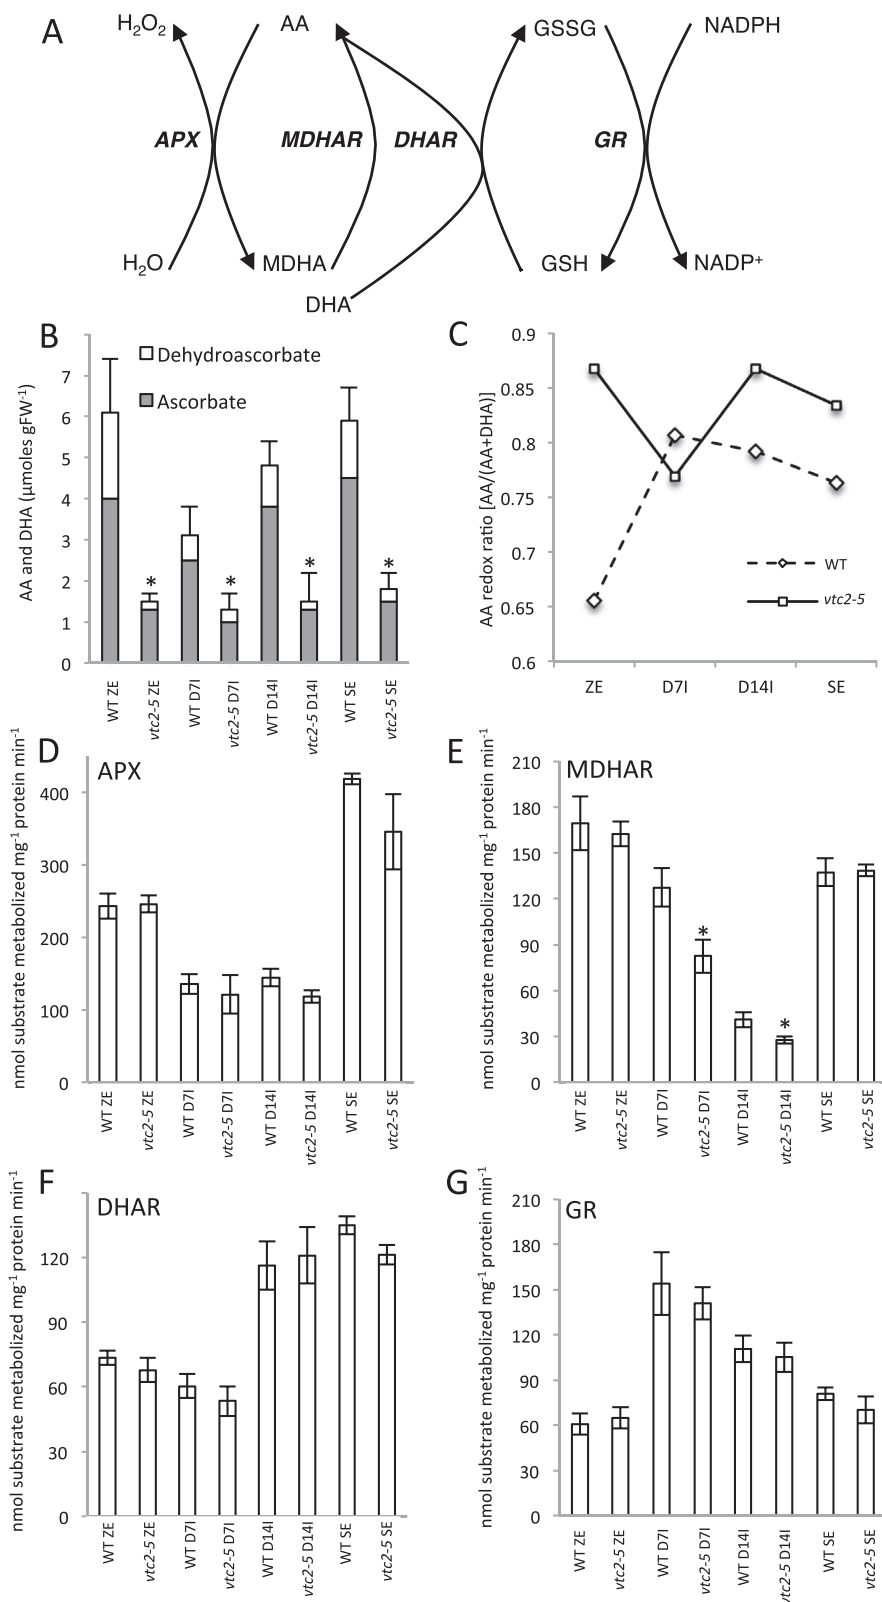 A
H₂O₂ AA GSSG NADPH
APX MDHAR DHAR GR
H₂O MDHA GSH NADP⁺
DHA
B
Dehydroascorbate
Ascorbate
AA and DHA (μmoles gFW⁻¹)
7
6
5
4
3
2
1
0
* * * *
WT ZE
vtc2-5 ZE
WT D7I
vtc2-5 D7I
WT D14I
vtc2-5 D14I
WT SE
vtc2-5 SE
C
AA redox ratio [AA/(AA+DHA)]
0.9
0.85
0.8
0.75
0.7
0.65
0.6
WT
vtc2-5
ZE D7I D14I SE
D
APX
nmol substrate metabolized mg⁻¹ protein min⁻¹
400
300
200
100
0
WT ZE
vtc2-5 ZE
WT D7I
vtc2-5 D7I
WT D14I
vtc2-5 D14I
WT SE
vtc2-5 SE
E
MDHAR
nmol substrate metabolized mg⁻¹ protein min⁻¹
210
180
150
120
90
60
30
0
* *
WT ZE
vtc2-5 ZE
WT D7I
vtc2-5 D7I
WT D14I
vtc2-5 D14I
WT SE
vtc2-5 SE
F
DHAR
nmol substrate metabolized mg⁻¹ protein min⁻¹
120
90
60
30
0
WT ZE
vtc2-5 ZE
WT D7I
vtc2-5 D7I
WT D14I
vtc2-5 D14I
WT SE
vtc2-5 SE
G
GR
nmol substrate metabolized mg⁻¹ protein min⁻¹
210
180
150
120
90
60
30
0
WT ZE
vtc2-5 ZE
WT D7I
vtc2-5 D7I
WT D14I
vtc2-5 D14I
WT SE
vtc2-5 SE